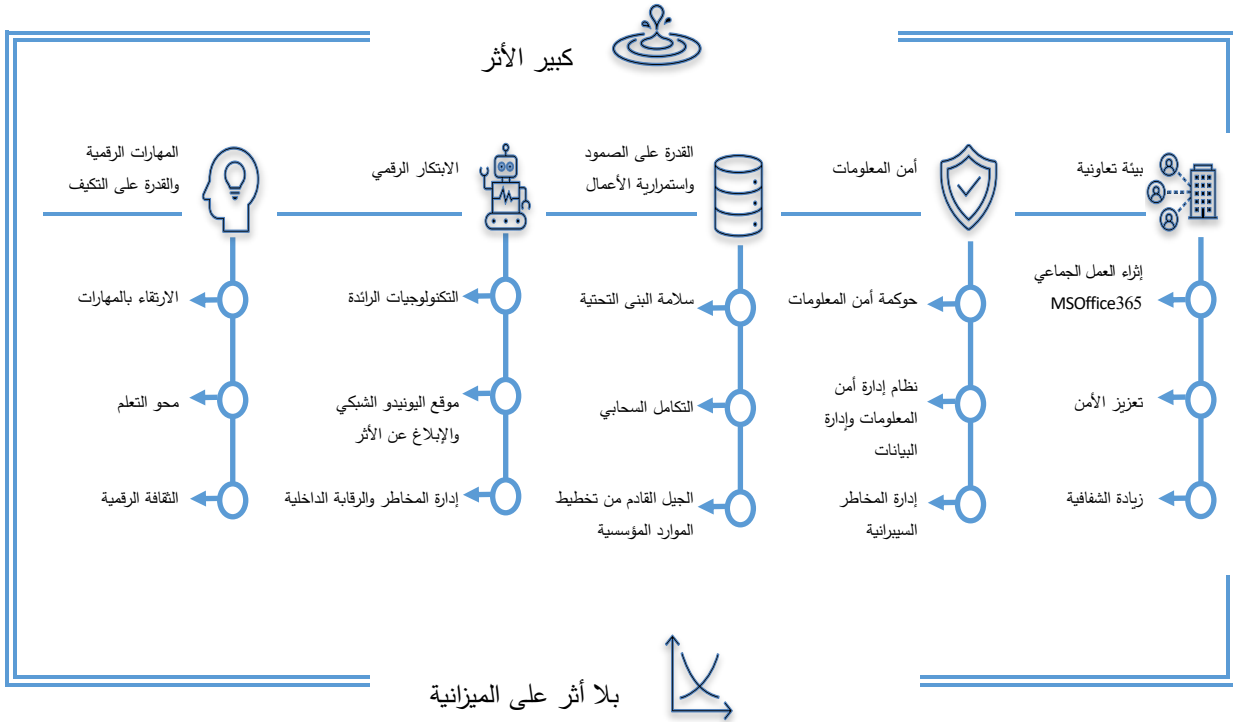 كبير الأثر
بيئة تعاونية
إثراء العمل الجماعي
MSOffice365
تعزيز الأمن
زيادة الشفافية
أمن المعلومات
حوكمة أمن المعلومات
نظام إدارة أمن
المعلومات وإدارة
البيانات
إدارة المخاطر
السيبرانية
القدرة على الصمود
واستمرارية الأعمال
سلامة البنى التحتية
التكامل السحابي
الجيل القادم من تخطيط
الموارد المؤسسية
الابتكار الرقمي
التكنولوجيات الرائدة
موقع اليونيدو الشبكي
والإبلاغ عن الأثر
إدارة المخاطر والرقابة الداخلية
المهارات الرقمية
والقدرة على التكيف
الارتقاء بالمهارات
محو التعلم
الثقافة الرقمية
بلا أثر على الميزانية